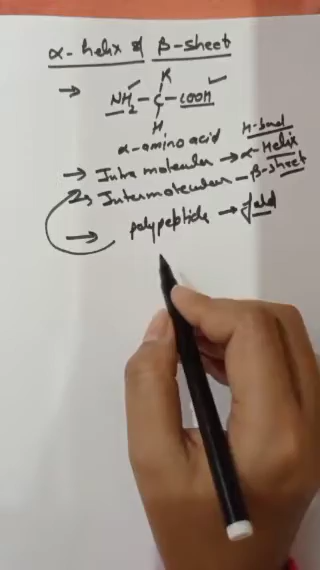 α-helix & β-sheet
R
NH2-C-COOH
H
α-amino acid
H-bond
→ Intra molecular → α-Helix
→ Intermolecular - β-sheet
→ polypeptide → fold